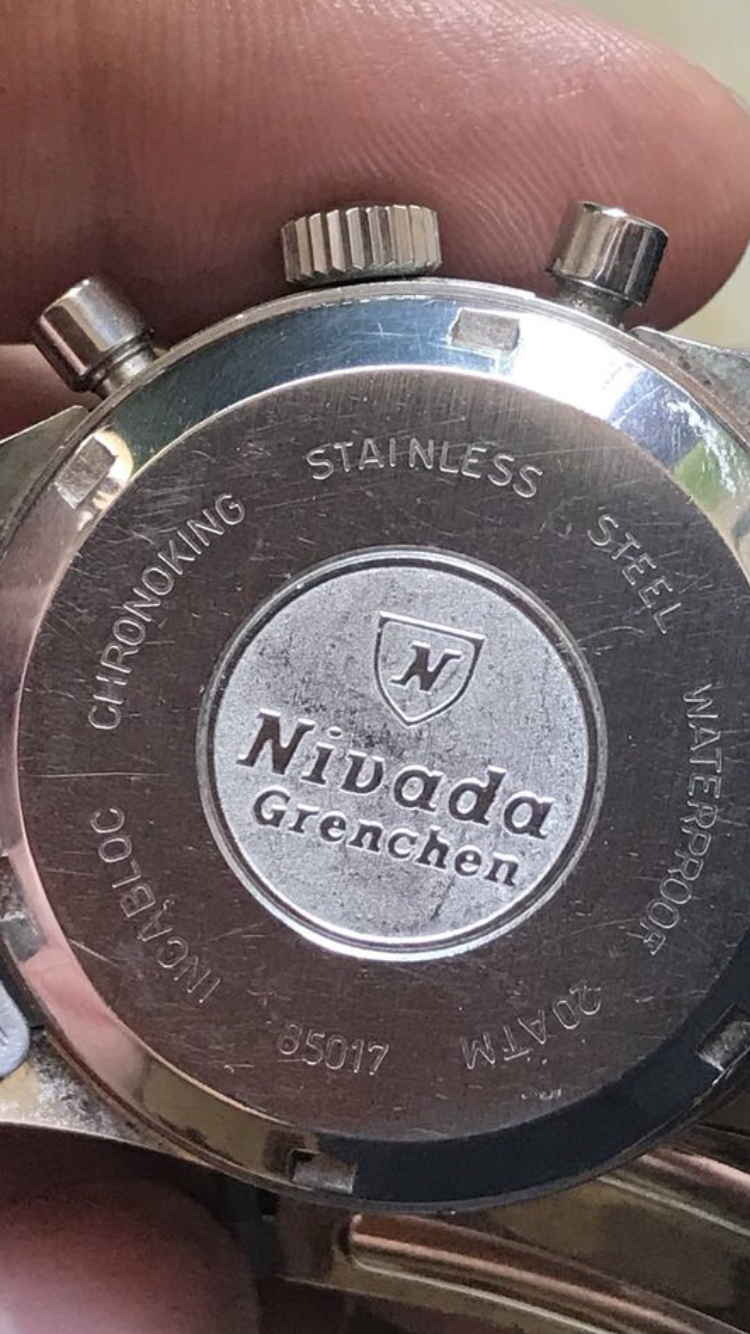 CHRONOKING
STAINLESS
STEEL
WATERPROOF
20 ATM
85017
INCABLOC
N
Nivada
Grenchen